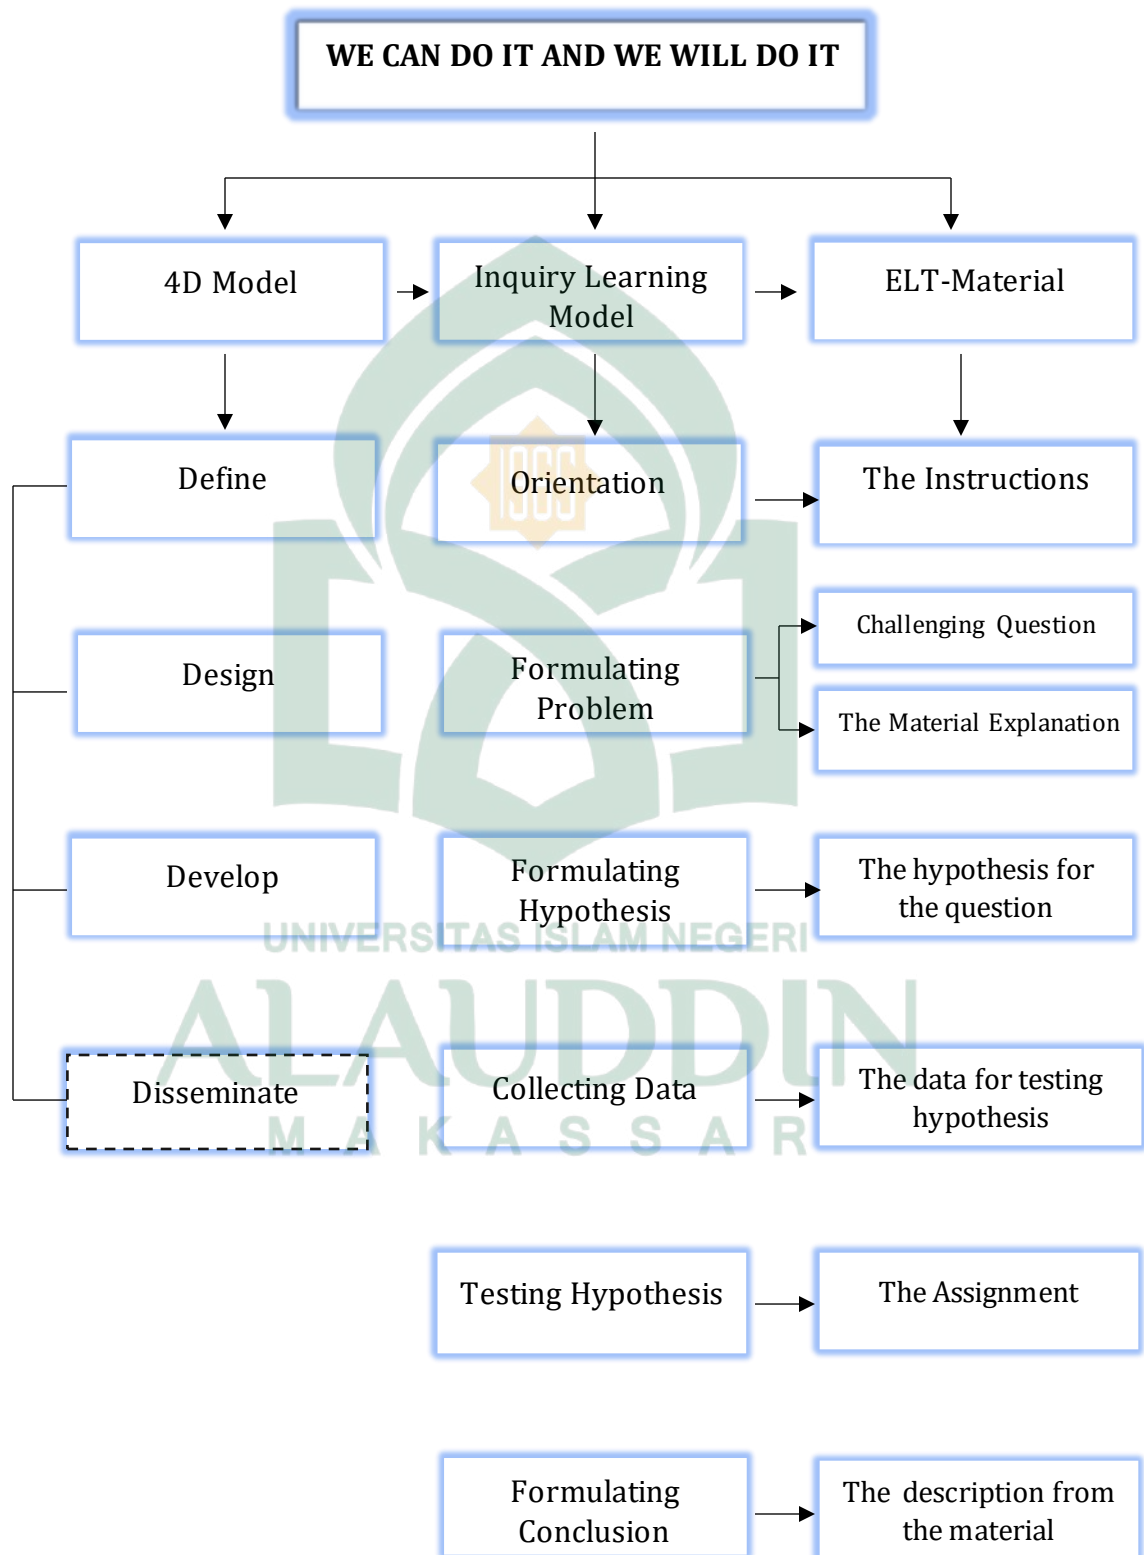 WE CAN DO IT AND WE WILL DO IT
4D Model
Inquiry Learning
Model
ELT-Material
Define
Orientation
The Instructions
Design
Formulating
Problem
Challenging Question
The Material Explanation
Develop
Formulating
Hypothesis
The hypothesis for
the question
UNIVERSITAS ISLAM NEGERI
ALAUDDIN
MAKASSAR
Disseminate
Collecting Data
The data for testing
hypothesis
Testing Hypothesis
The Assignment
Formulating
Conclusion
The description from
the material